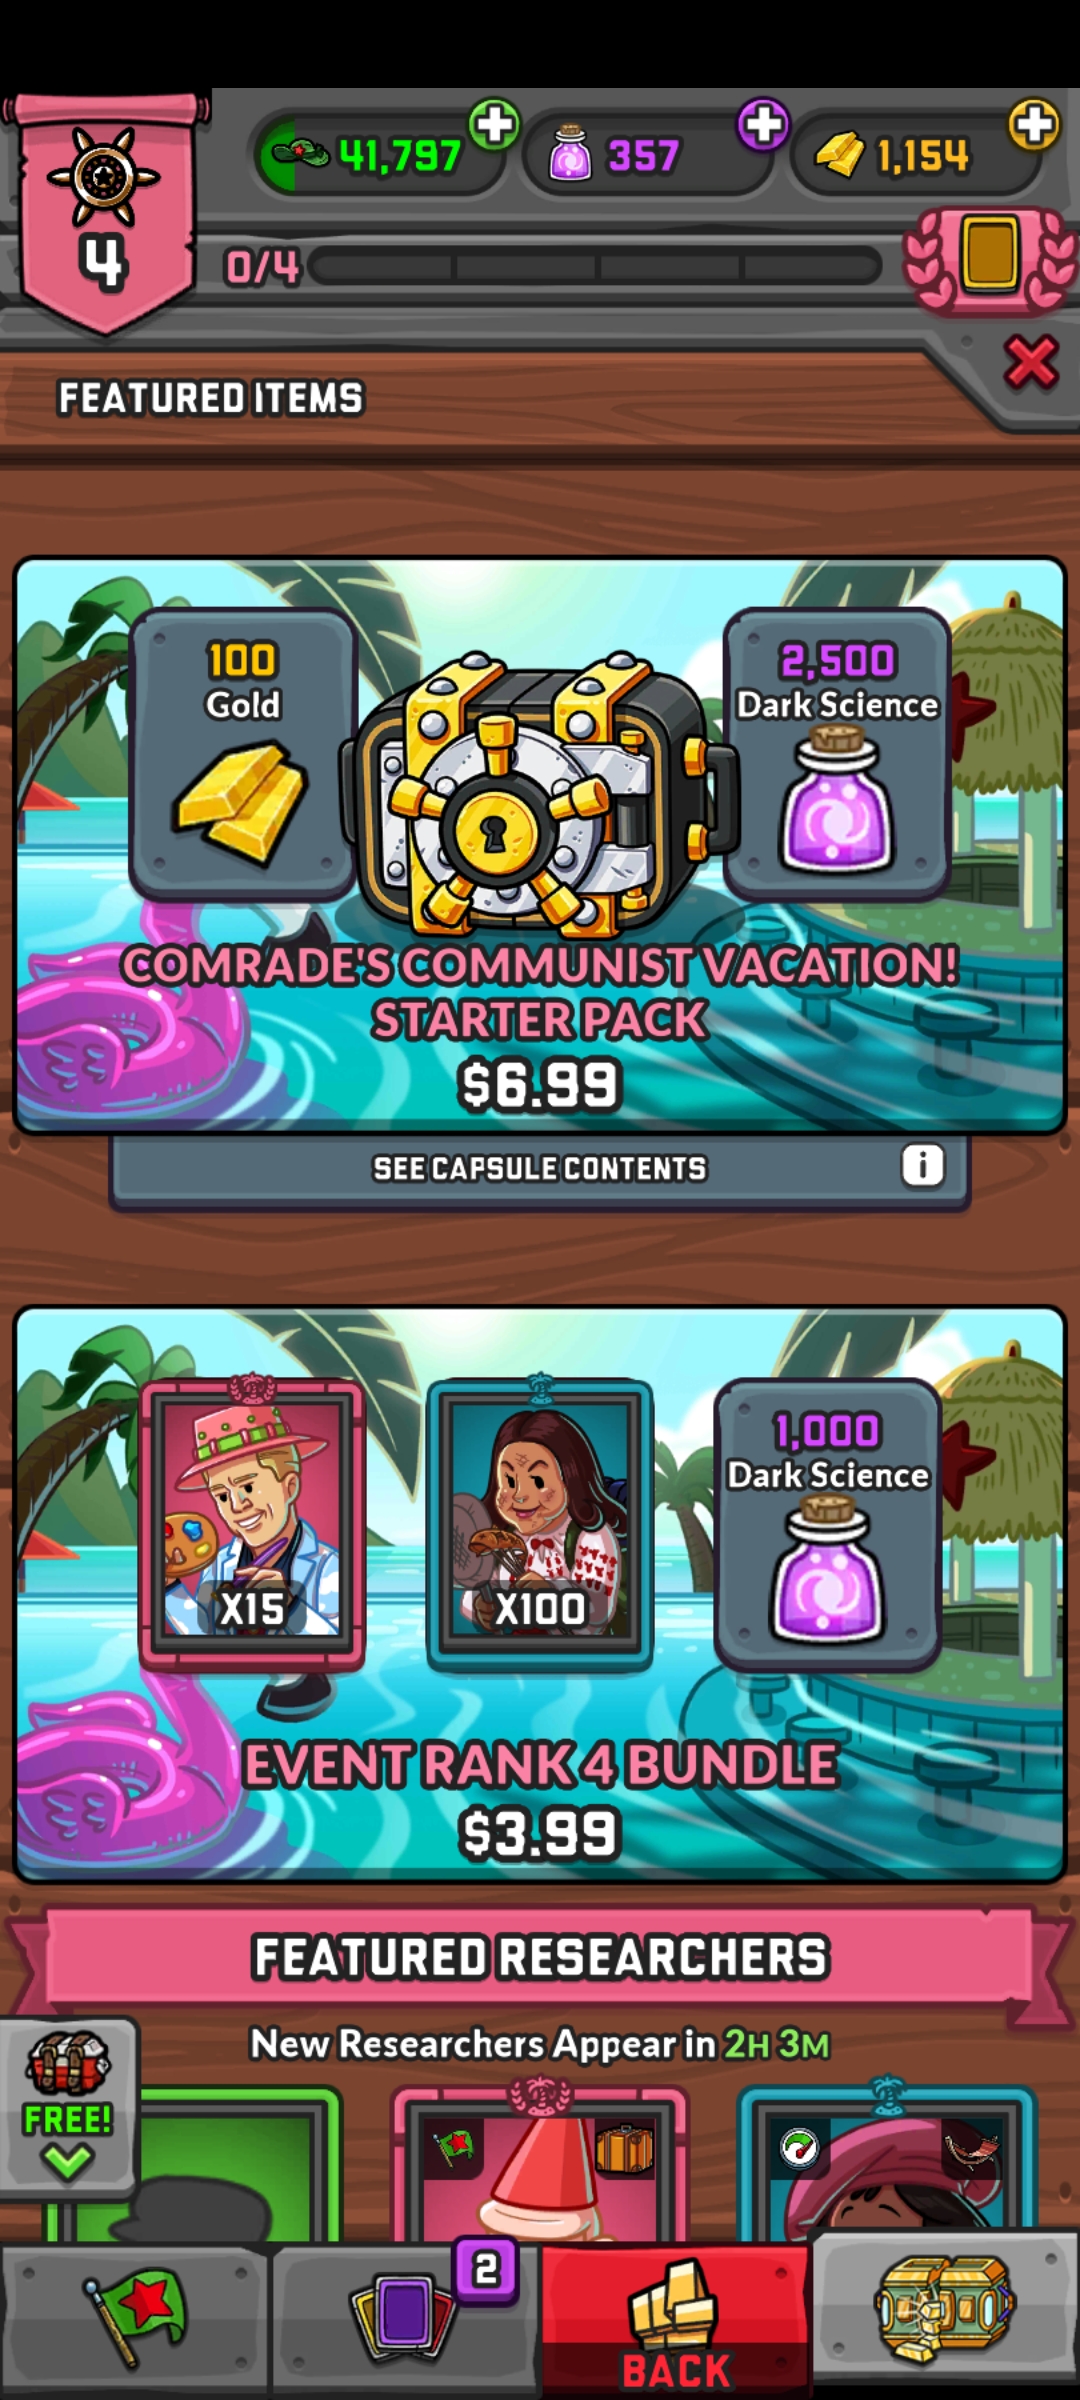 41,797
357
1,154
4
0/4
FEATURED ITEMS
100
Gold
2,500
Dark Science
COMRADE'S COMMUNIST VACATION!
STARTER PACK
$6.99
SEE CAPSULE CONTENTS
i
X15
X100
1,000
Dark Science
EVENT RANK 4 BUNDLE
$3.99
FEATURED RESEARCHERS
New Researchers Appear in 2H 3M
FREE!
2
BACK